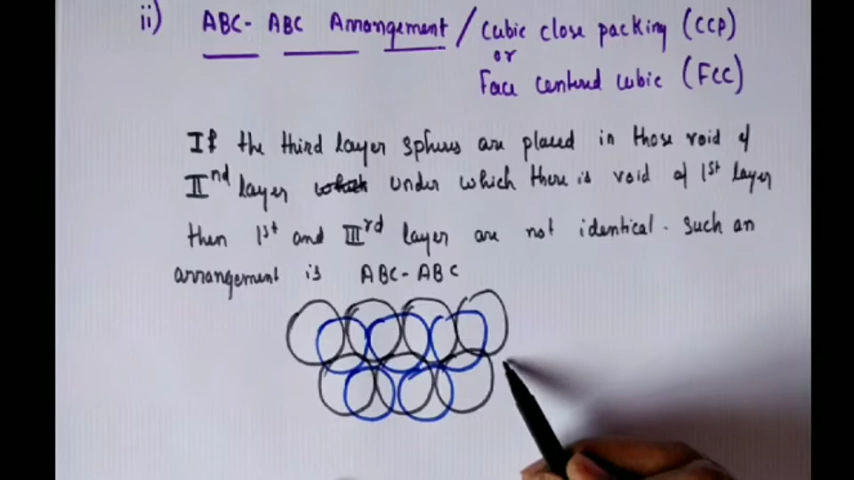 ii) ABC- ABC Arrangement / Cubic close packing (CCP)
or
Face centered cubic (FCC)
If the third layer spheres are placed in those void of
IInd layer which under which there is void of 1st layer
then 1st and IIIrd layer are not identical. Such an
arrangement is ABC-ABC